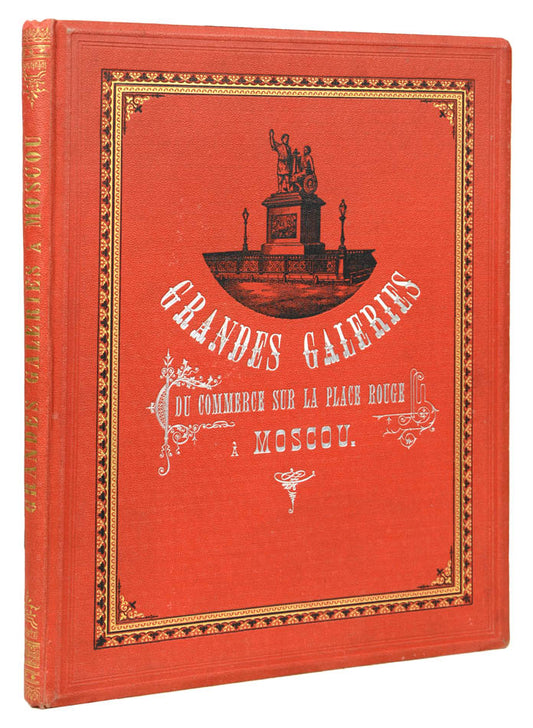 GRANDES GALERIES A MOSCOU
GRANDES GALERIES
DU COMMERCE SUR LA PLACE ROUGE
à MOSCOU.